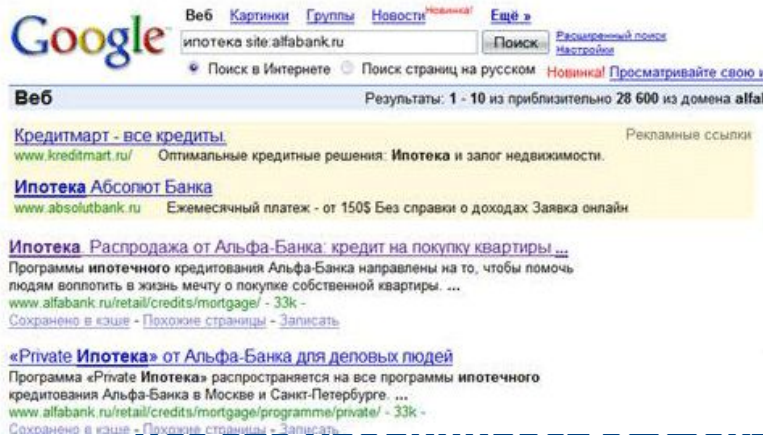 Google
Веб Картинки Группы Новости Новинка! Ещё »
ипотека site:alfabank.ru Поиск Расширенный поиск
Настройки
Поиск в Интернете Поиск страниц на русском Новинка! Просматривайте свою
Веб Результаты: 1 - 10 из приблизительно 28 600 из домена
Кредитмарт - все кредиты. Рекламные ссылки
www.kreditmart.ru/ Оптимальные кредитные решения: Ипотека и залог недвижимости.
Ипотека Абсолют Банка
www.absolutbank.ru Ежемесячный платеж - от 150$ Без справки о доходах Заявка онлайн
Ипотека. Распродажа от Альфа-Банка: кредит на покупку квартиры ...
Программы ипотечного кредитования Альфа-Банка направлены на то, чтобы помочь
людям воплотить в жизнь мечту о покупке собственной квартиры. ...
www.alfabank.ru/retail/credits/mortgage/ - 33k -
Сохранено в кэше - Похожие страницы - Записать
«Private Ипотека» от Альфа-Банка для деловых людей
Программа «Private Ипотека» распространяется на все программы ипотечного
кредитования Альфа-Банка в Москве и Санкт-Петербурге. ...
www.alfabank.ru/retail/credits/mortgage/programme/private/ - 33k -
Сохранено в кэше - Похожие страницы - Записать